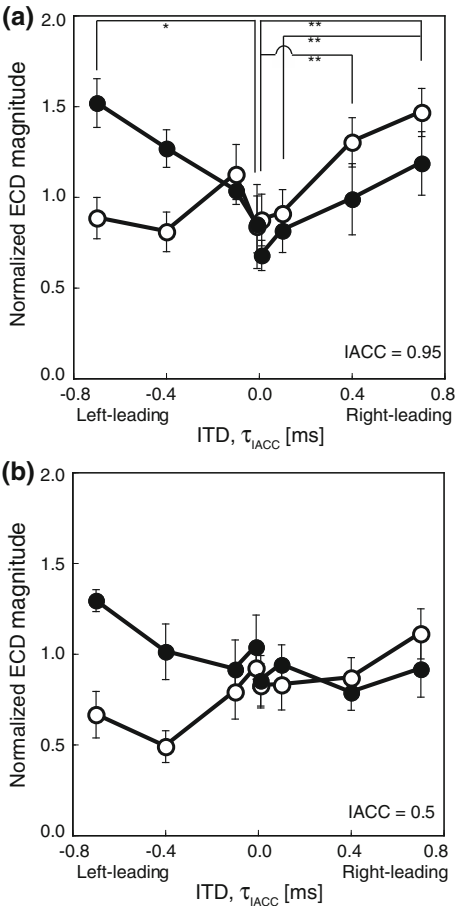 (a)
*
**
**
**
2.0
1.5
1.0
0.5
0.0
Normalized ECD magnitude
IACC = 0.95
-0.8 -0.4 0.0 0.4 0.8
Left-leading Right-leading
ITD, τIACC [ms]
(b)
2.0
1.5
1.0
0.5
0.0
Normalized ECD magnitude
IACC = 0.5
-0.8 -0.4 0.0 0.4 0.8
Left-leading Right-leading
ITD, τIACC [ms]